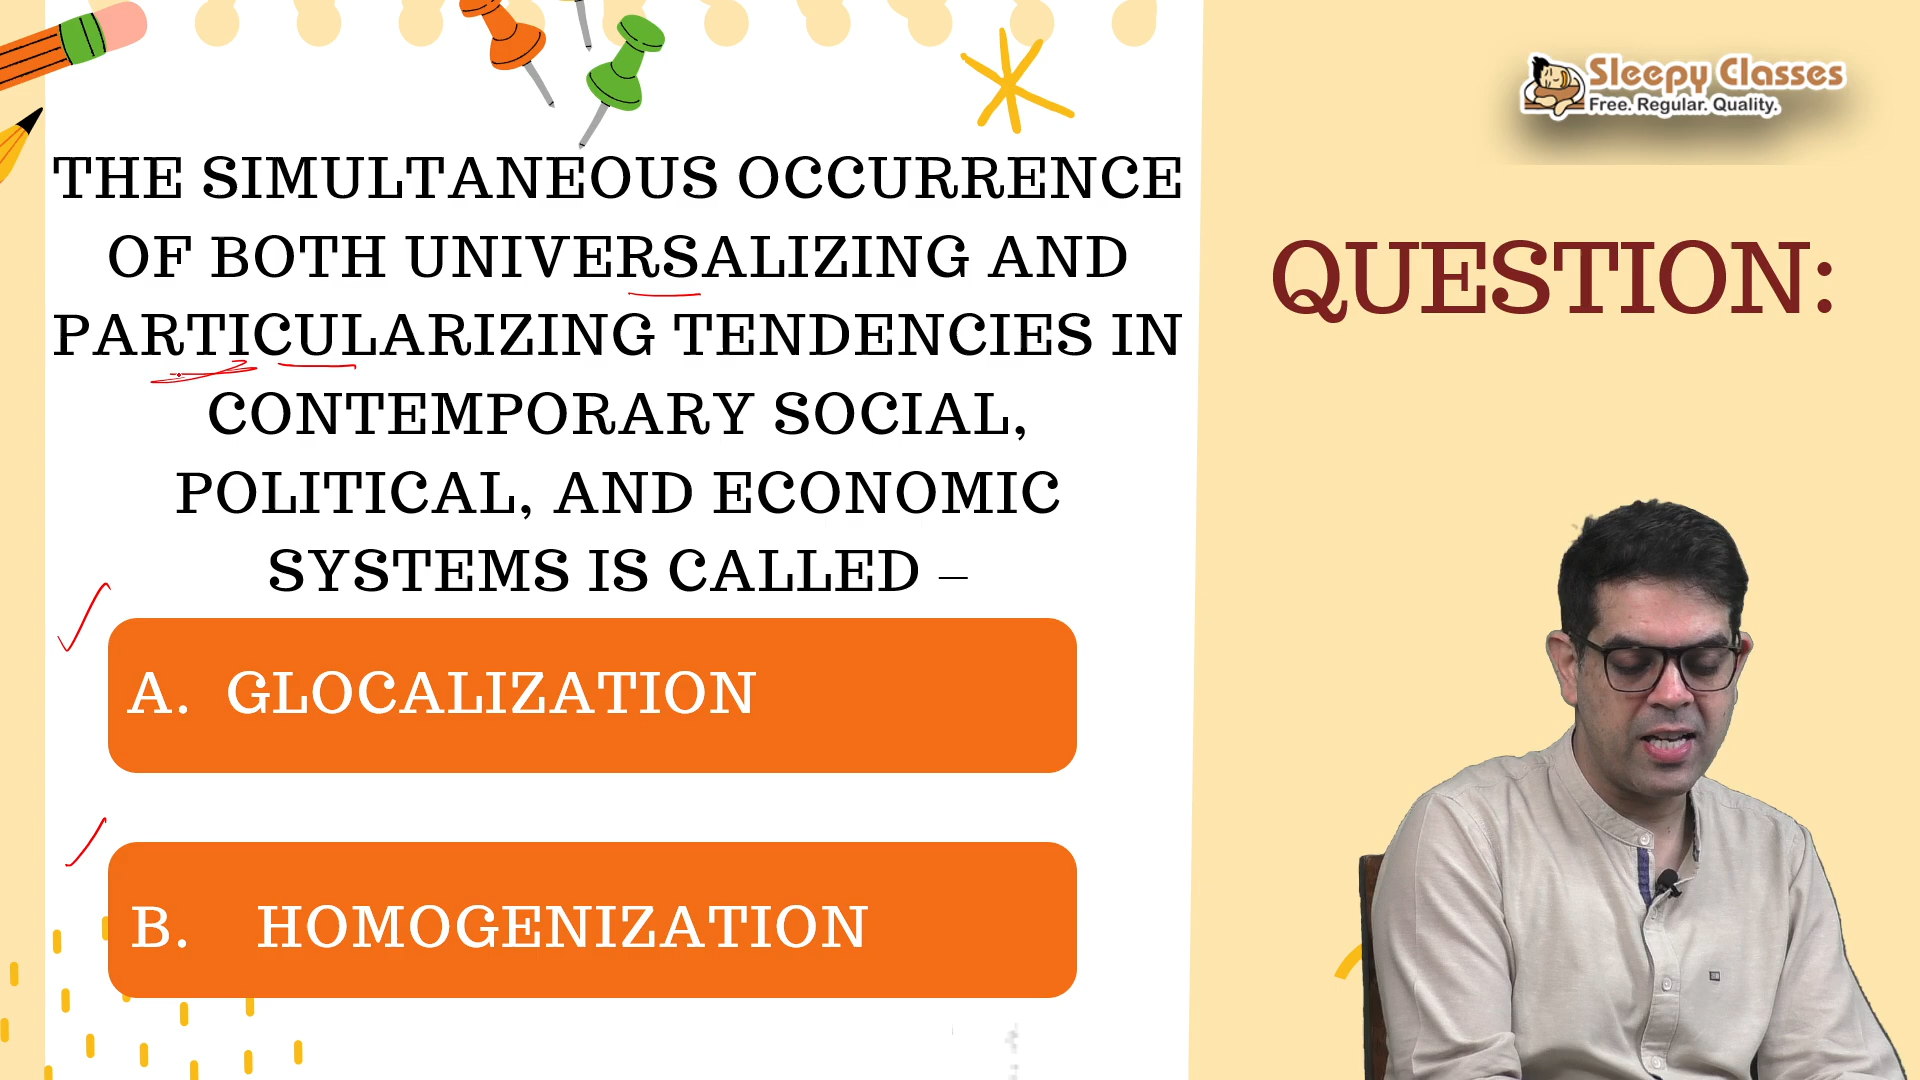 Sleepy Classes
Free. Regular. Quality.
THE SIMULTANEOUS OCCURRENCE
OF BOTH UNIVERSALIZING AND
PARTICULARIZING TENDENCIES IN
CONTEMPORARY SOCIAL,
POLITICAL, AND ECONOMIC
SYSTEMS IS CALLED –
QUESTION:
A. GLOCALIZATION
B. HOMOGENIZATION